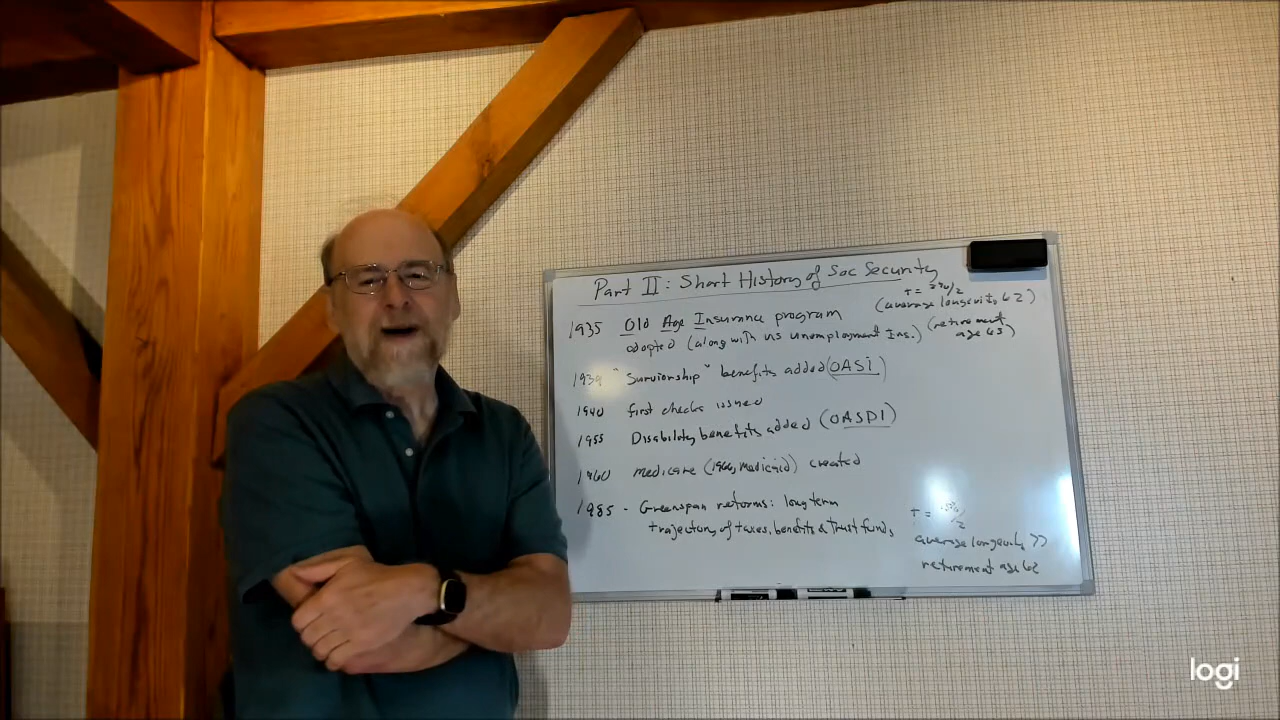 Part II: Short History of Soc Security
(average longevity 62)
1935 Old Age Insurance program
adopted (along with US Unemployment Ins.)
(retirement
age 65)
"Survivorship" benefits added (OASI)
1940 first checks issued
1955 Disability benefits added (OASDI)
1960 medicare (1966, Medicaid) created
1985 - Greenspan reforms: long term
trajectory of taxes, benefits & trust funds
average longevity >>
retirement age 62
logi